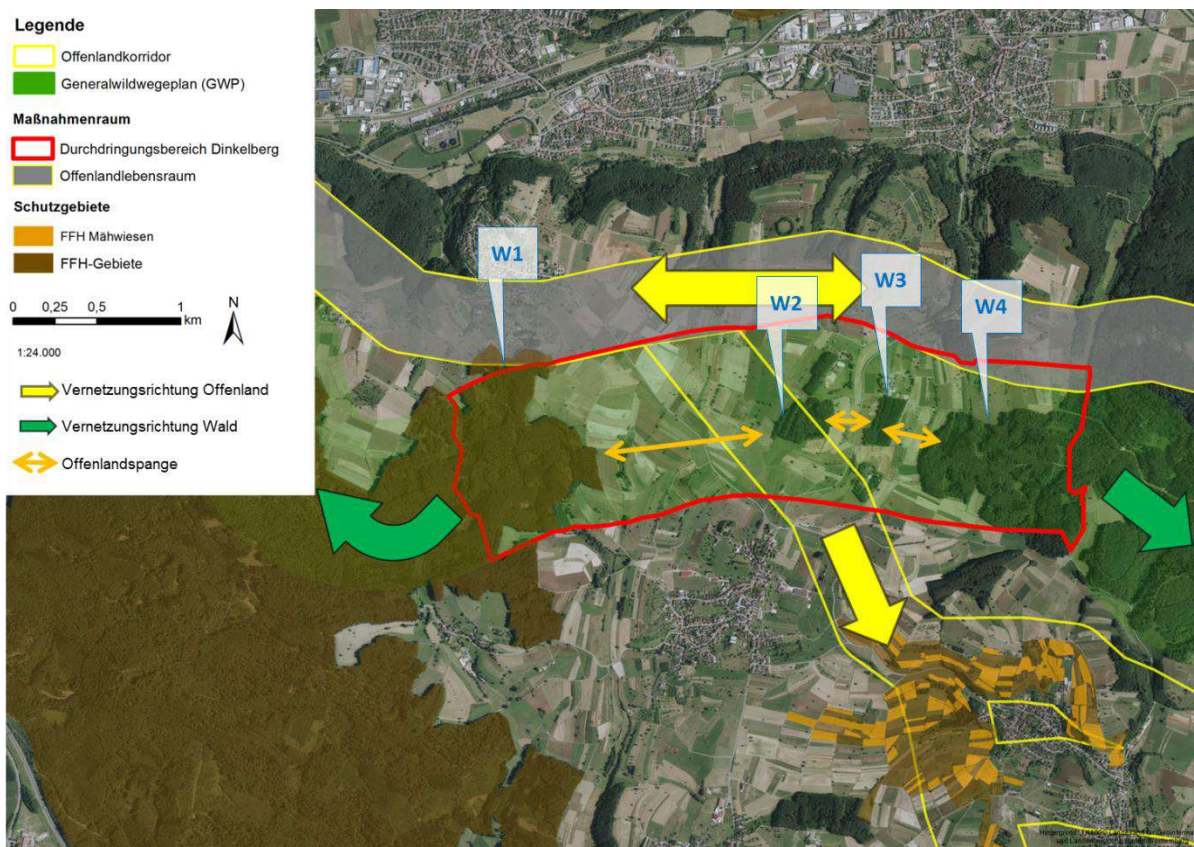 Legende
Offenlandkorridor
Generalwildwegeplan (GWP)
Maßnahmenraum
Durchdringungsbereich Dinkelberg
Offenlandlebensraum
Schutzgebiete
FFH Mähwiesen
FFH-Gebiete
0 0,25 0,5 1
km
N
1:24.000
Vernetzungsrichtung Offenland
Vernetzungsrichtung Wald
Offenlandspange
W1
W2
W3
W4